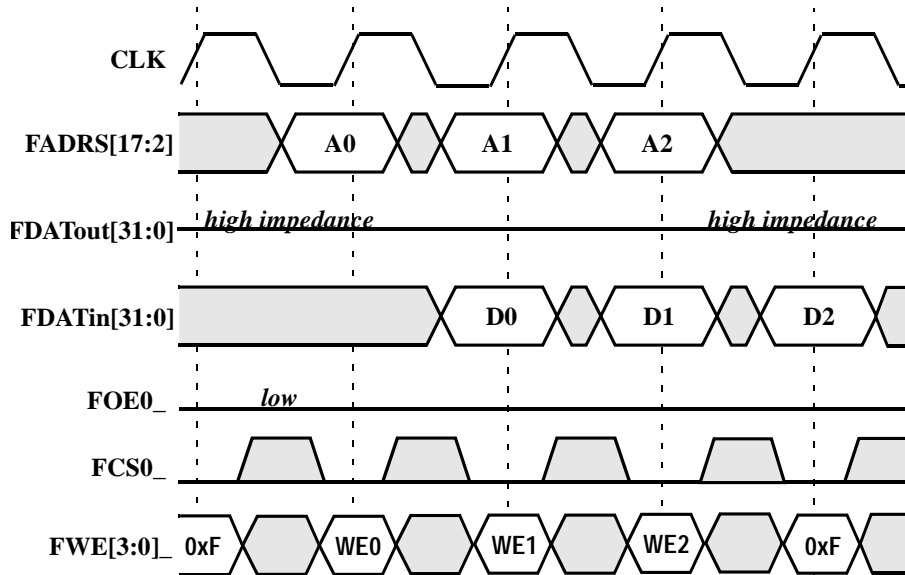 CLK
FADRS[17:2] A0 A1 A2
FDATout[31:0] high impedance high impedance
FDATin[31:0] D0 D1 D2
FOE0_ low
FCS0_
FWE[3:0]_ 0xF WE0 WE1 WE2 0xF